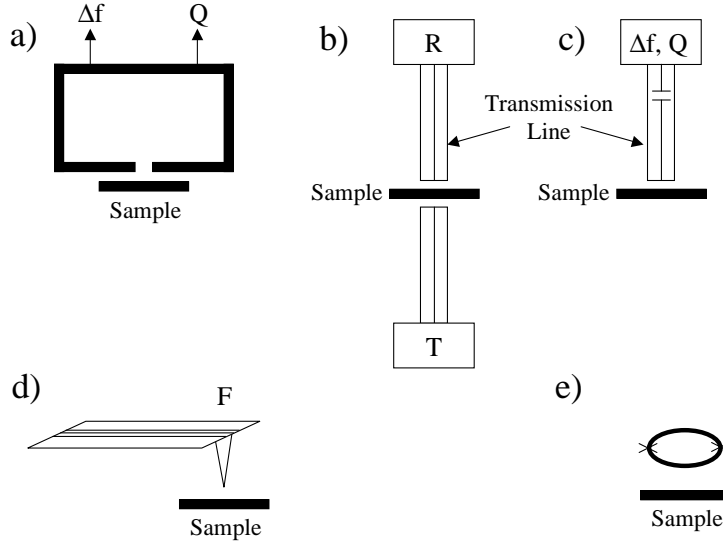 a)
Δf
Q
Sample
b)
R
Transmission
Line
Sample
T
c)
Δf, Q
Sample
d)
F
Sample
e)
Sample